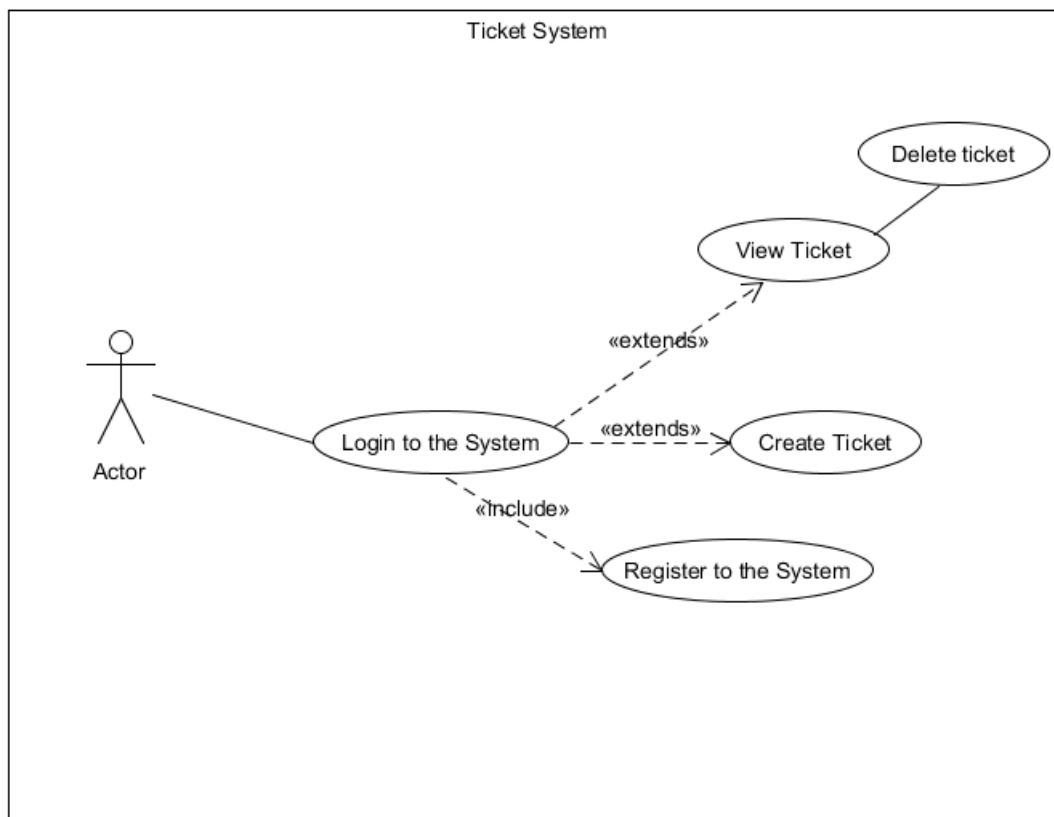 Ticket System
Delete ticket
View Ticket
«extends»
«extends»
Login to the System
Create Ticket
Actor
«include»
Register to the System